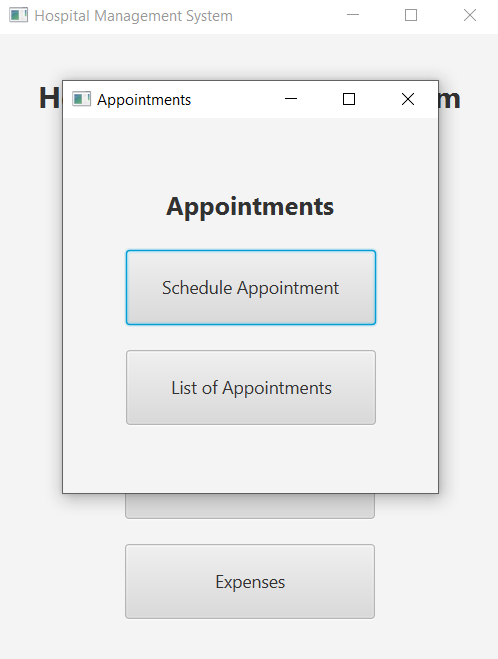 Hospital Management System
Appointments
Appointments
Schedule Appointment
List of Appointments
Expenses